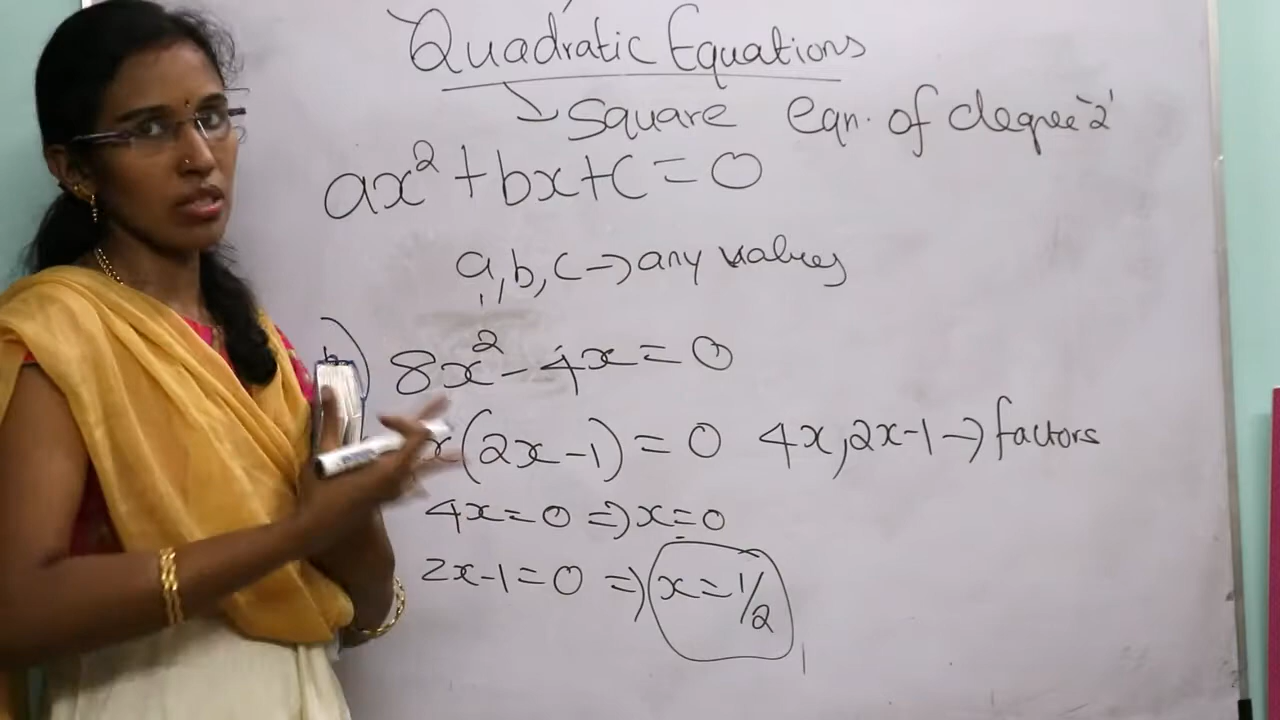 Quadratic Equations
→ Square eqn. of degree '2'
ax² + bx + c = 0
a, b, c → any values
8x² - 4x = 0
x(2x - 1) = 0 4x, 2x-1 → factors
4x = 0 ⇒ x = 0
2x - 1 = 0 ⇒ x = 1/2